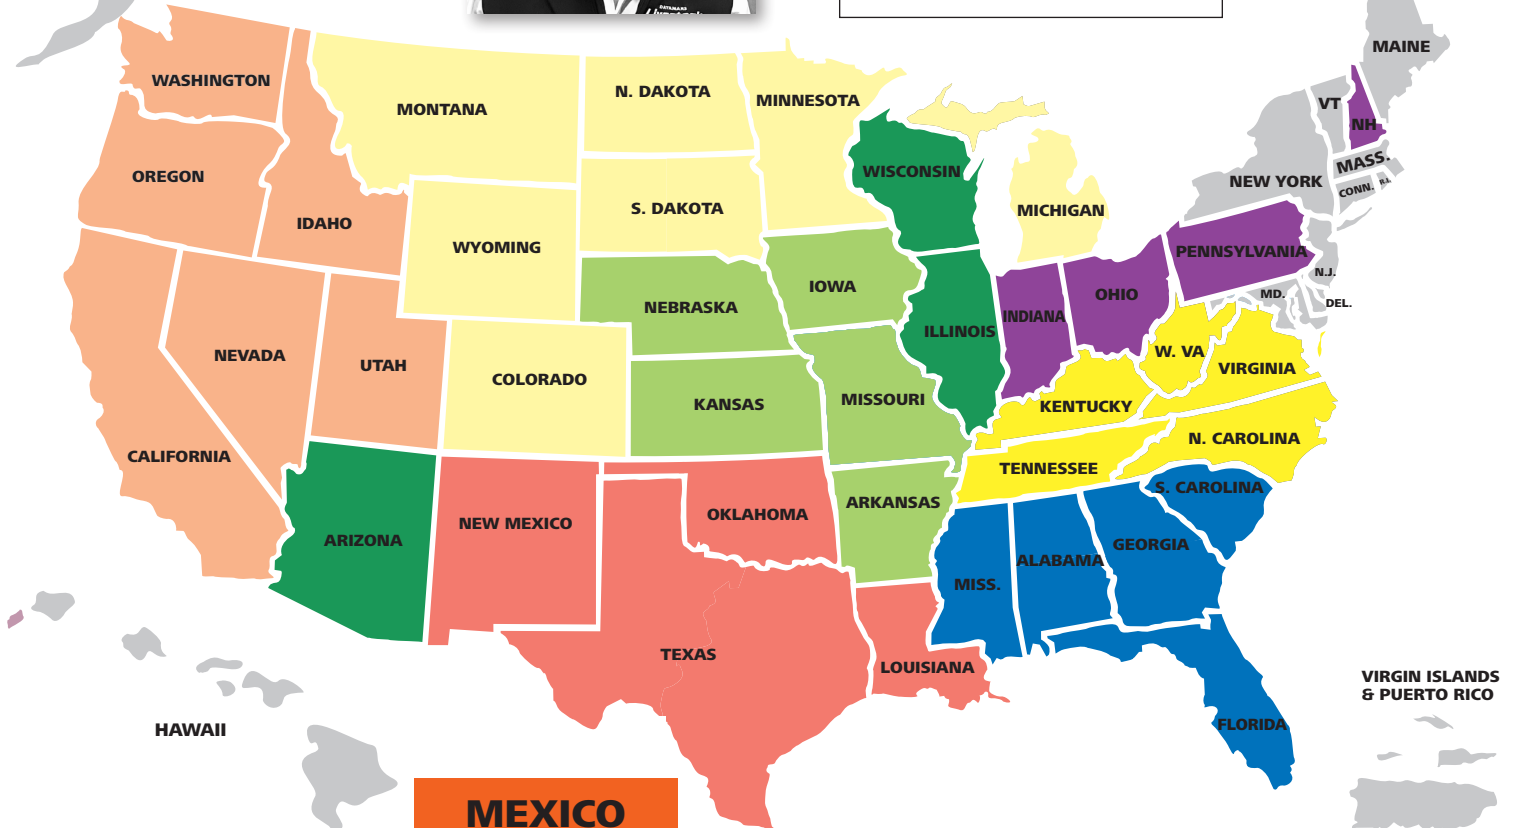 DATAMARS
Livestock
MAINE
WASHINGTON
MONTANA
N. DAKOTA
MINNESOTA
VT
NH
MASS.
OREGON
WISCONSIN
NEW YORK
CONN.
R.I.
IDAHO
S. DAKOTA
MICHIGAN
WYOMING
PENNSYLVANIA
N.J.
IOWA
OHIO
MD.
DEL.
NEBRASKA
INDIANA
ILLINOIS
NEVADA
UTAH
COLORADO
W. VA
VIRGINIA
KANSAS
MISSOURI
KENTUCKY
N. CAROLINA
CALIFORNIA
TENNESSEE
S. CAROLINA
ARKANSAS
NEW MEXICO
OKLAHOMA
ARIZONA
GEORGIA
ALABAMA
MISS.
TEXAS
LOUISIANA
VIRGIN ISLANDS
& PUERTO RICO
HAWAII
FLORIDA
MEXICO